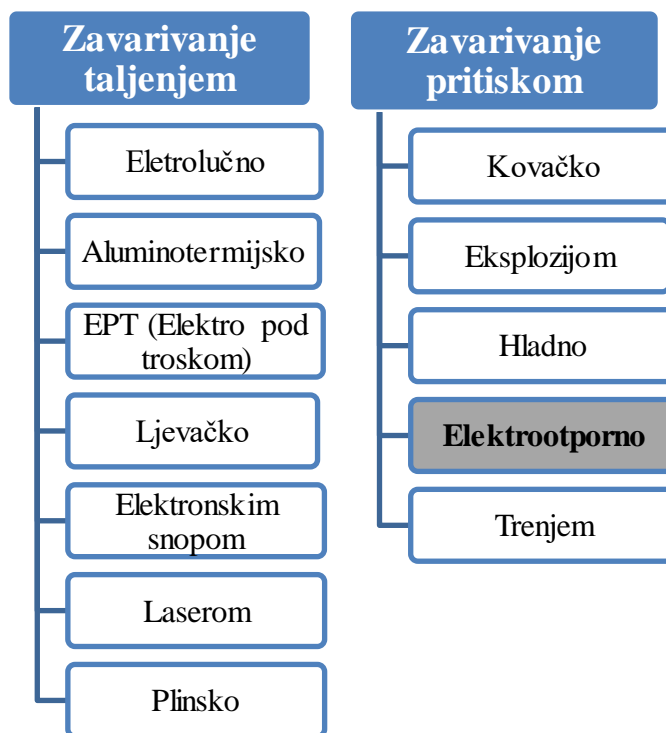 Zavarivanje
taljenjem
Eletrolučno
Aluminotermijsko
EPT (Elektro pod
troskom)
Ljevačko
Elektronskim
snopom
Laserom
Plinsko
Zavarivanje
pritiskom
Kovačko
Eksplozijom
Hladno
Elektrootporno
Trenjem